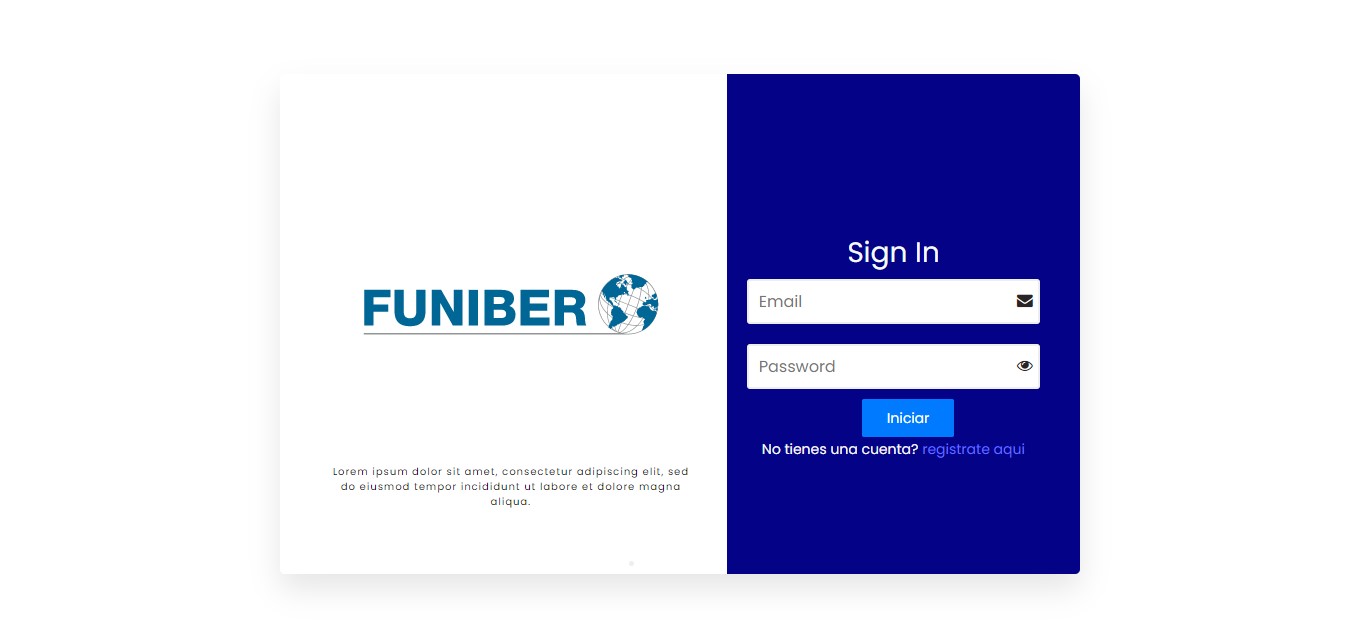 FUNIBER
Lorem ipsum dolor sit amet, consectetur adipiscing elit, sed
do eiusmod tempor incididunt ut labore et dolore magna
aliqua.
Sign In
Email
Password
Iniciar
No tienes una cuenta? registrate aqui